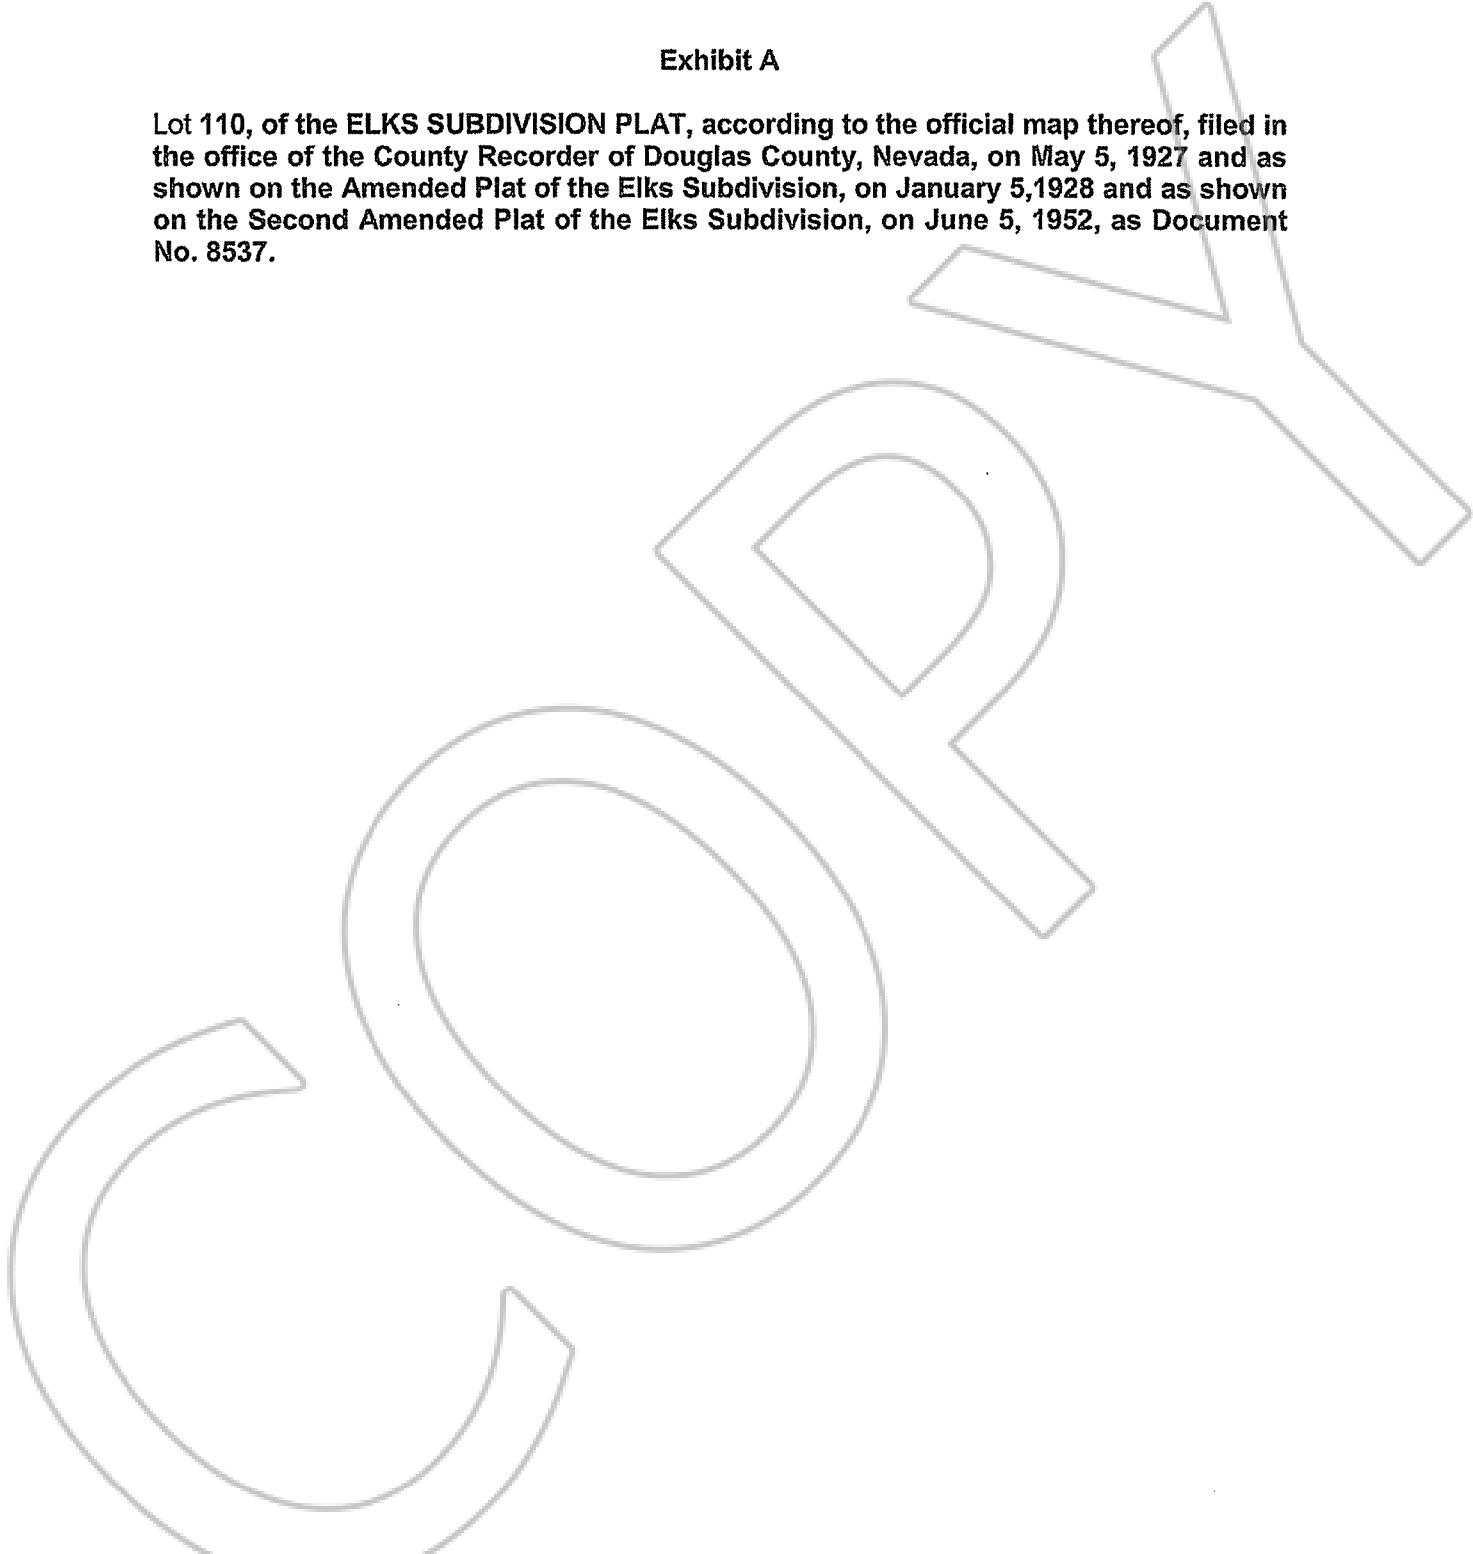 Exhibit A
Lot 110, of the ELKS SUBDIVISION PLAT, according to the official map thereof, filed in
the office of the County Recorder of Douglas County, Nevada, on May 5, 1927 and as
shown on the Amended Plat of the Elks Subdivision, on January 5,1928 and as shown
on the Second Amended Plat of the Elks Subdivision, on June 5, 1952, as Document
No. 8537.
COPY